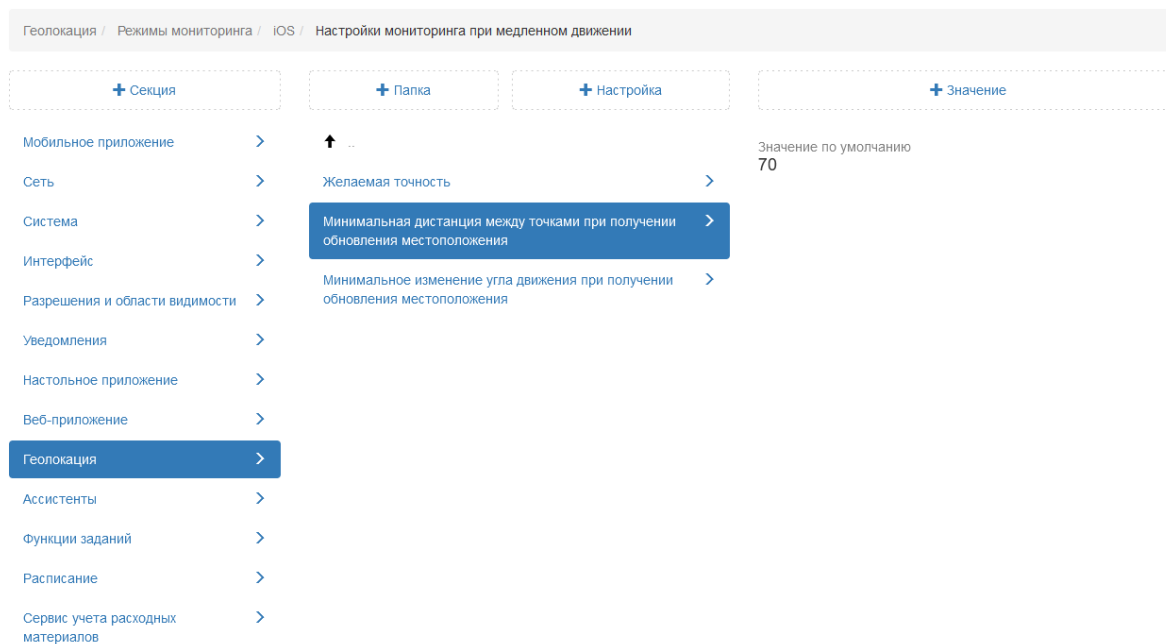 Геолокация / Режимы мониторинга / iOS / Настройки мониторинга при медленном движении
+ Секция
Мобильное приложение
Сеть
Система
Интерфейс
Разрешения и области видимости
Уведомления
Настольное приложение
Веб-приложение
Геолокация
Ассистенты
Функции заданий
Расписание
Сервис учета расходных
материалов
+ Папка
+ Настройка
..
Желаемая точность
Минимальная дистанция между точками при получении
обновления местоположения
Минимальное изменение угла движения при получении
обновления местоположения
+ Значение
Значение по умолчанию
70